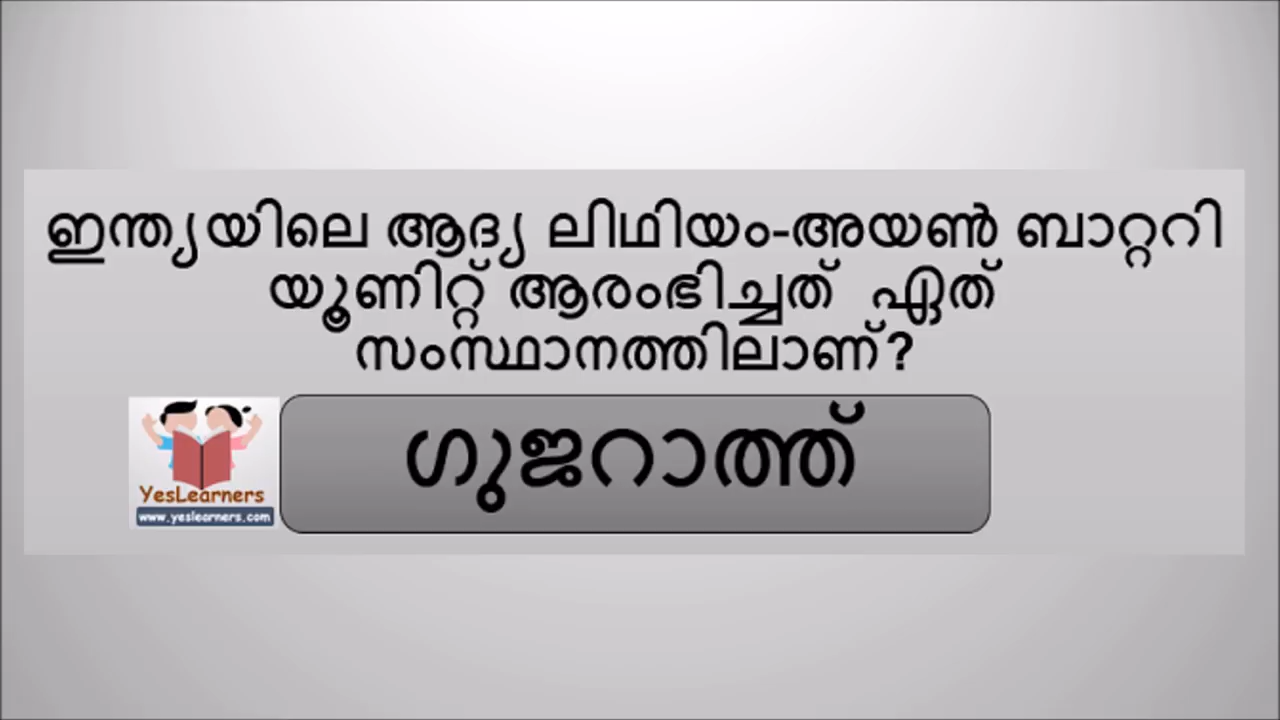 ഇന്ത്യയിലെ ആദ്യ ലിഥിയം-അയൺ ബാറ്ററി
യൂണിറ്റ് ആരംഭിച്ചത് ഏത്
സംസ്ഥാനത്തിലാണ്?
ഗുജറാത്ത്
YesLearners
www.yeslearners.com